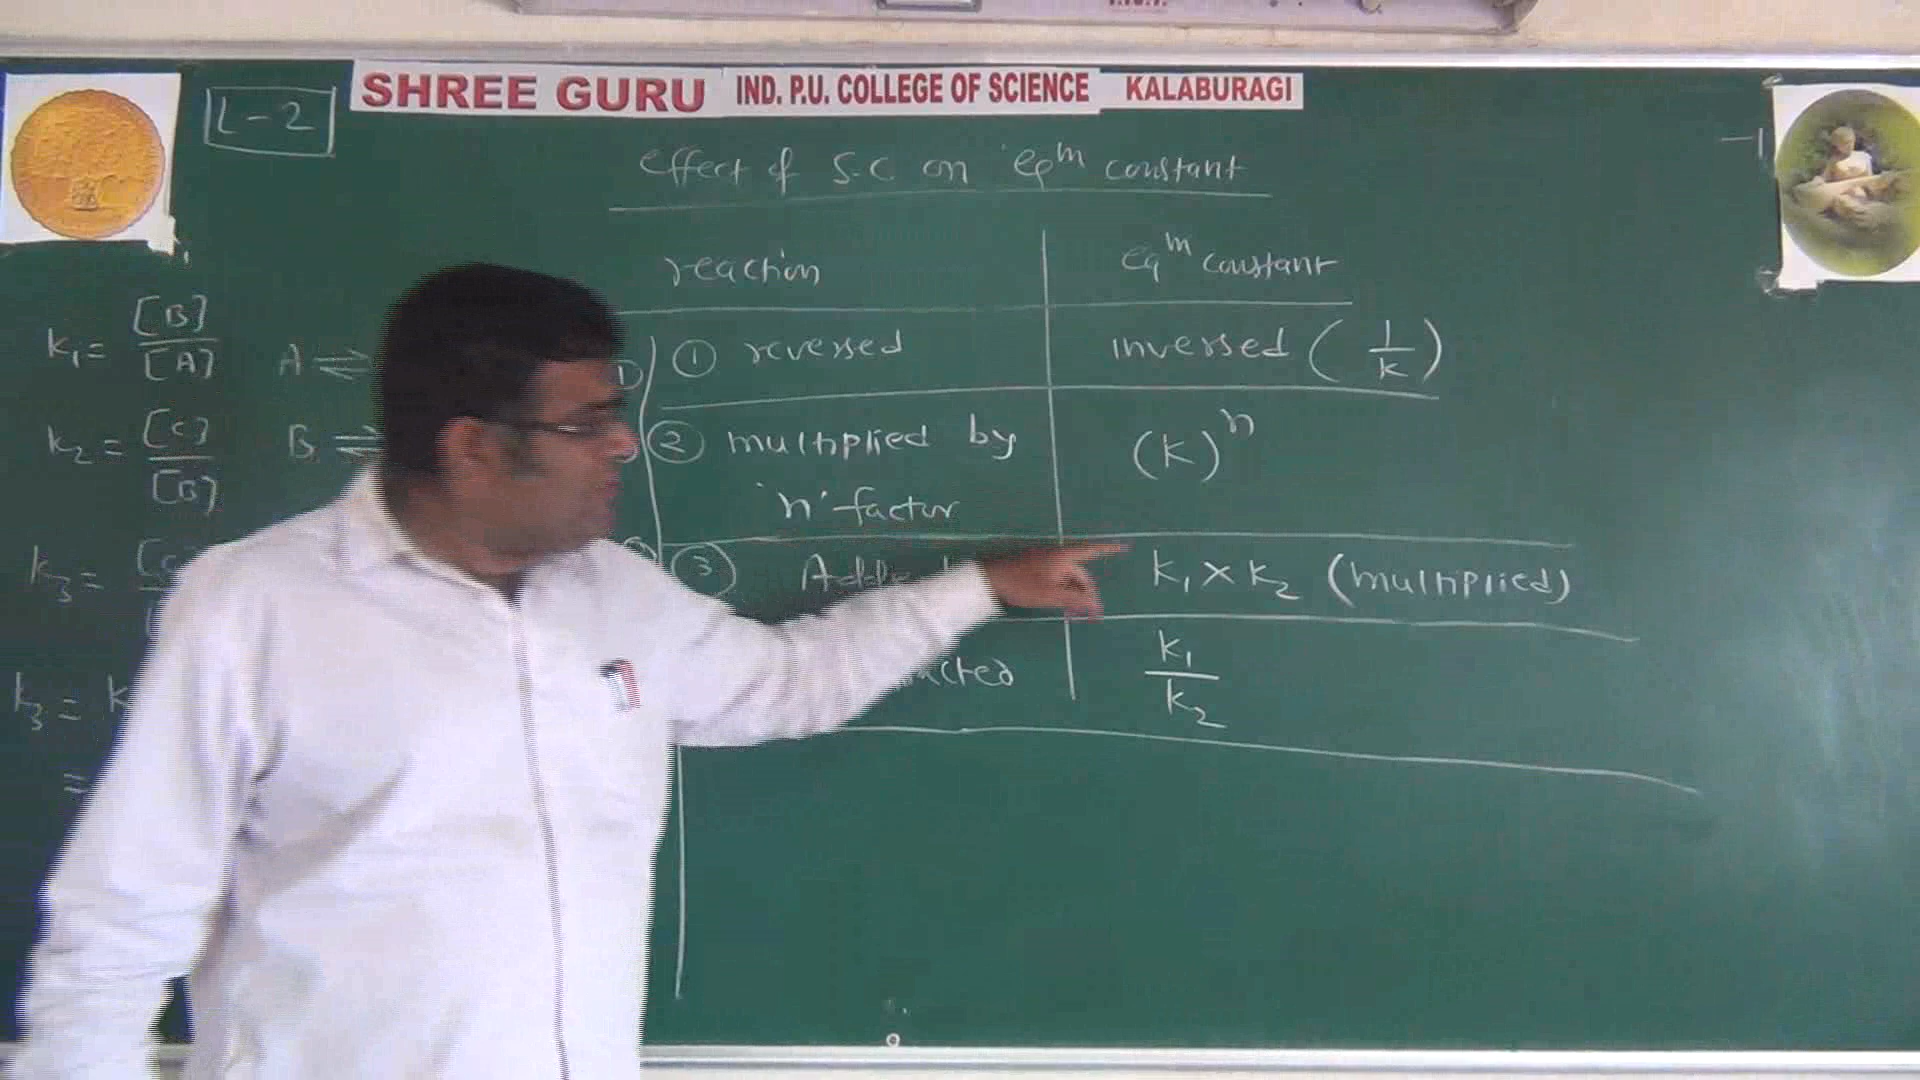 SHREE GURU IND. P.U. COLLEGE OF SCIENCE KALABURAGI
L-2
effect of S.C on eqᵐ constant
reaction eqᵐ constant
① reversed inversed (1/k)
② multiplied by (k)ⁿ
'n' factor
③ k₁ × k₂ (multiplied)
k₁/k₂
k₁ = [B]/[A] A ⇌
k₂ = [C]/[B] B ⇌
k₃ =
k₃ = k
=